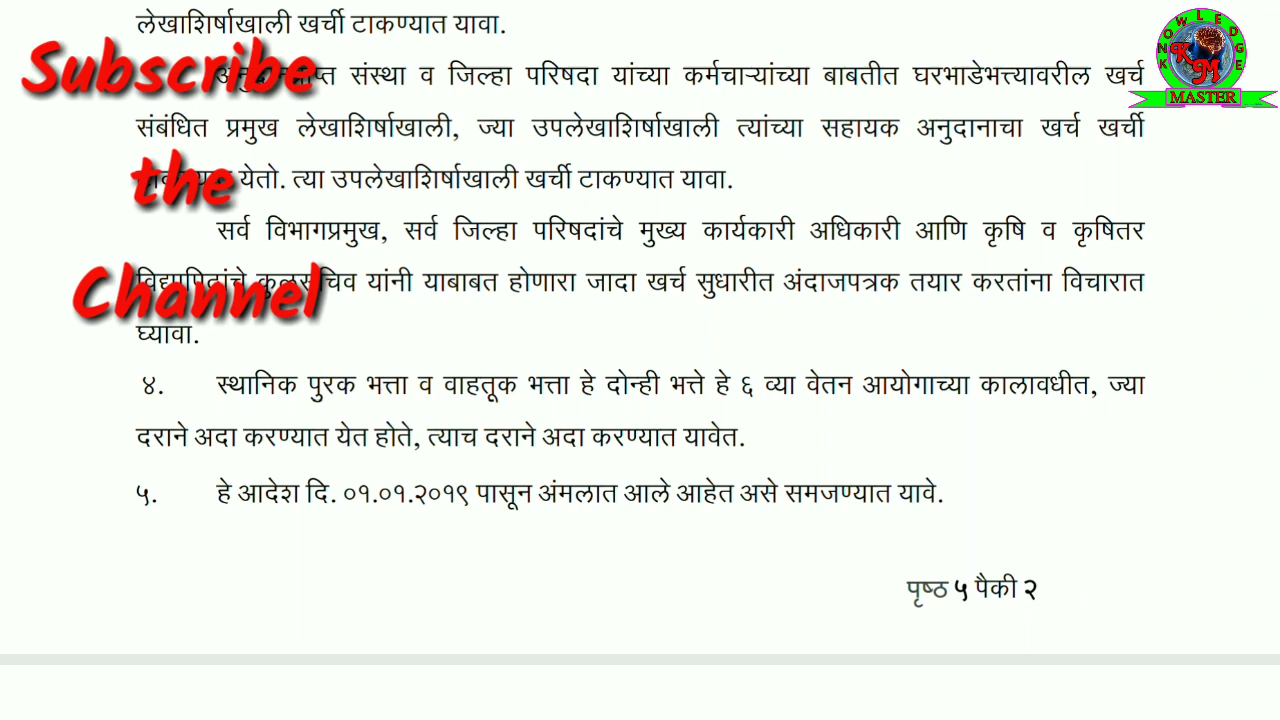 लेखाशिर्षाखाली खर्ची टाकण्यात यावा.
KNOWLEDGE
KM
MASTER
Subscribe
the
Channel
संस्था व जिल्हा परिषदा यांच्या कर्मचाऱ्यांच्या बाबतीत घरभाडेभत्त्यावरील खर्च
संबंधित प्रमुख लेखाशिर्षाखाली, ज्या उपलेखाशिर्षाखाली त्यांच्या सहायक अनुदानाचा खर्च खर्ची
येतो. त्या उपलेखाशिर्षाखाली खर्ची टाकण्यात यावा.
सर्व विभागप्रमुख, सर्व जिल्हा परिषदांचे मुख्य कार्यकारी अधिकारी आणि कृषि व कृषितर
यांनी याबाबत होणारा जादा खर्च सुधारीत अंदाजपत्रक तयार करतांना विचारात
घ्यावा.
४. स्थानिक पुरक भत्ता व वाहतूक भत्ता हे दोन्ही भत्ते हे ६ व्या वेतन आयोगाच्या कालावधीत, ज्या
दराने अदा करण्यात येत होते, त्याच दराने अदा करण्यात यावेत.
५. हे आदेश दि. ०१.०१.२०१९ पासून अंमलात आले आहेत असे समजण्यात यावे.
पृष्ठ ५ पैकी २